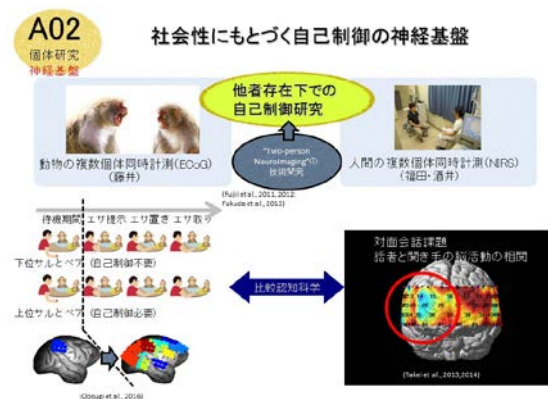 A02
個体研究
神経基盤
社会性にもとづく自己制御の神経基盤
他者存在下での
自己制御研究
"Two-person
Neuroimaging"の
技術開発
動物の複数個体同時計測(ECoG)
(藤井)
人間の複数個体同時計測(NIRS)
(福田・酒井)
(Fujii et al., 2011,2012;
Fukuda et al., 2013)
待機期間 エサ提示 エサ置き エサ取り
下位サルとペア (自己制御不要)
上位サルとペア (自己制御必要)
比較認知科学
対面会話課題
話者と聞き手の脳活動の相関
(Takei et al., 2013,2014)